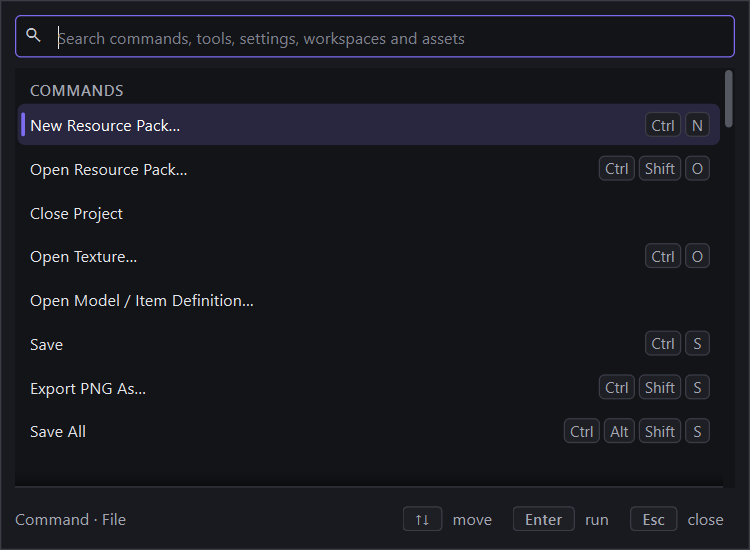 Search commands, tools, settings, workspaces and assets
COMMANDS
New Resource Pack... Ctrl N
Open Resource Pack... Ctrl Shift O
Close Project
Open Texture... Ctrl O
Open Model / Item Definition...
Save Ctrl S
Export PNG As... Ctrl Shift S
Save All Ctrl Alt Shift S
Command · File ↑↓ move Enter run Esc close